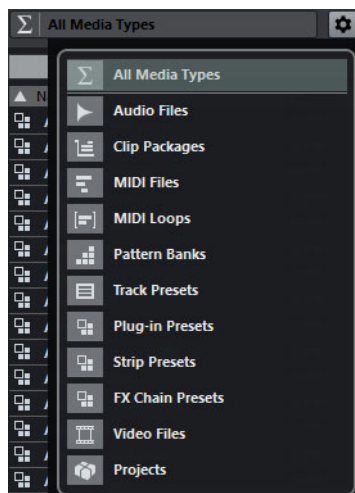 All Media Types
All Media Types
Audio Files
Clip Packages
MIDI Files
MIDI Loops
Pattern Banks
Track Presets
Plug-in Presets
Strip Presets
FX Chain Presets
Video Files
Projects